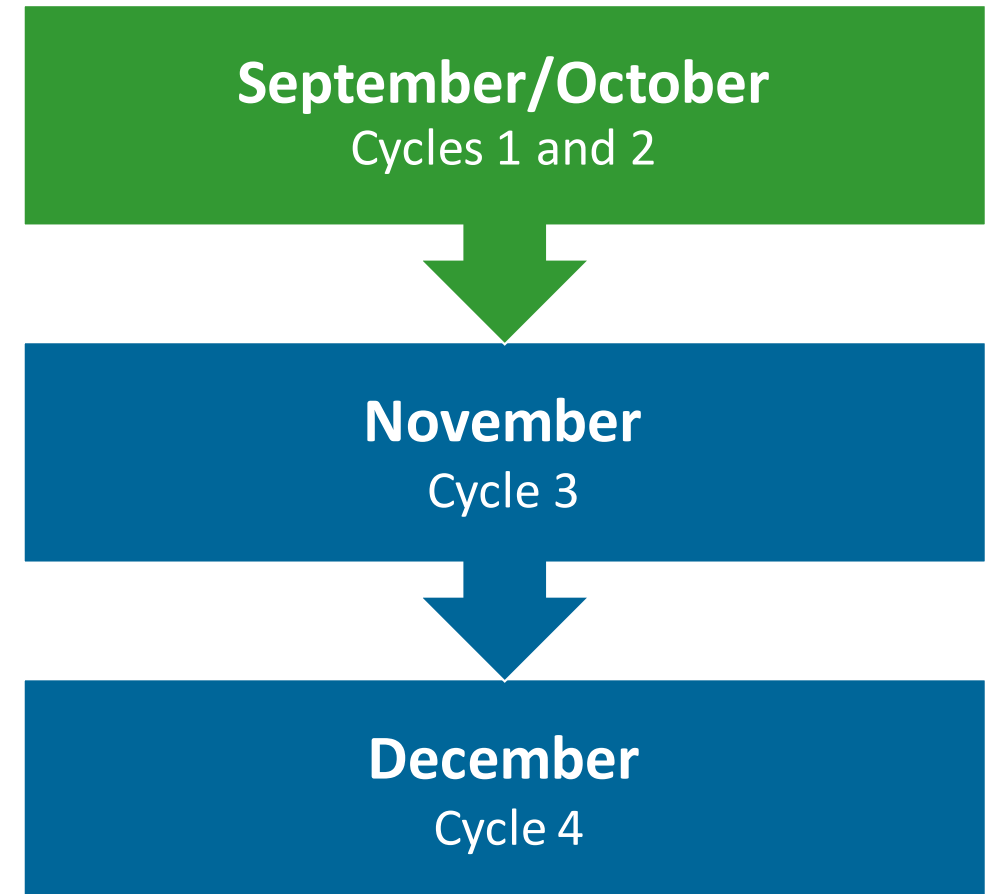 September/October
Cycles 1 and 2
November
Cycle 3
December
Cycle 4